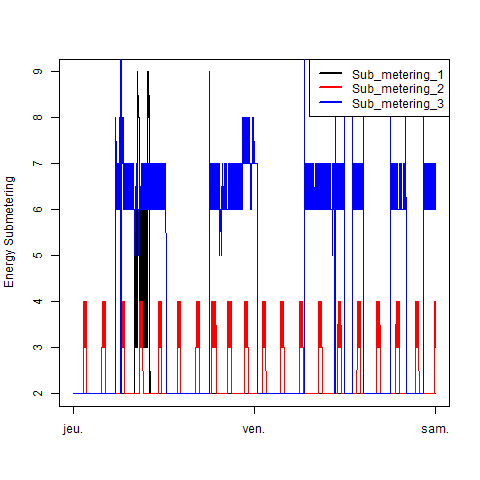 Sub_metering_1
Sub_metering_2
Sub_metering_3
Energy Submetering
9
8
7
6
5
4
3
2
jeu. ven. sam.